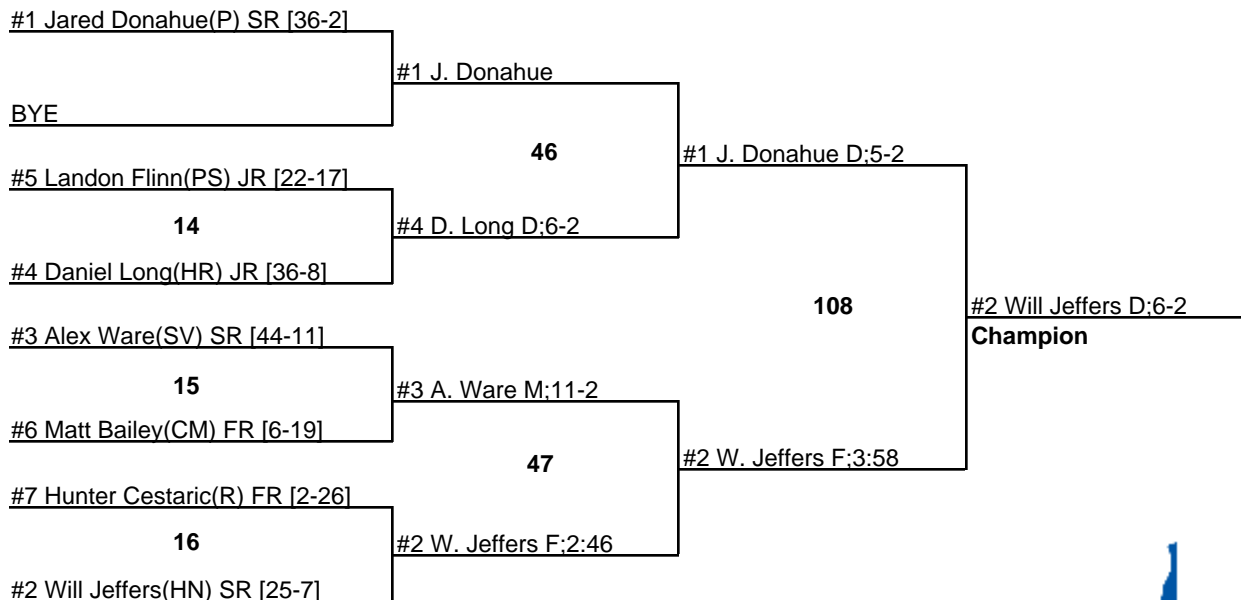 #1 Jared Donahue(P) SR [36-2]
#1 J. Donahue
BYE
46
#1 J. Donahue D;5-2
#5 Landon Flinn(PS) JR [22-17]
14
#4 D. Long D;6-2
#4 Daniel Long(HR) JR [36-8]
108
#2 Will Jeffers D;6-2
Champion
#3 Alex Ware(SV) SR [44-11]
15
#3 A. Ware M;11-2
#6 Matt Bailey(CM) FR [6-19]
47
#2 W. Jeffers F;3:58
#7 Hunter Cestaric(R) FR [2-26]
16
#2 W. Jeffers F;2:46
#2 Will Jeffers(HN) SR [25-7]